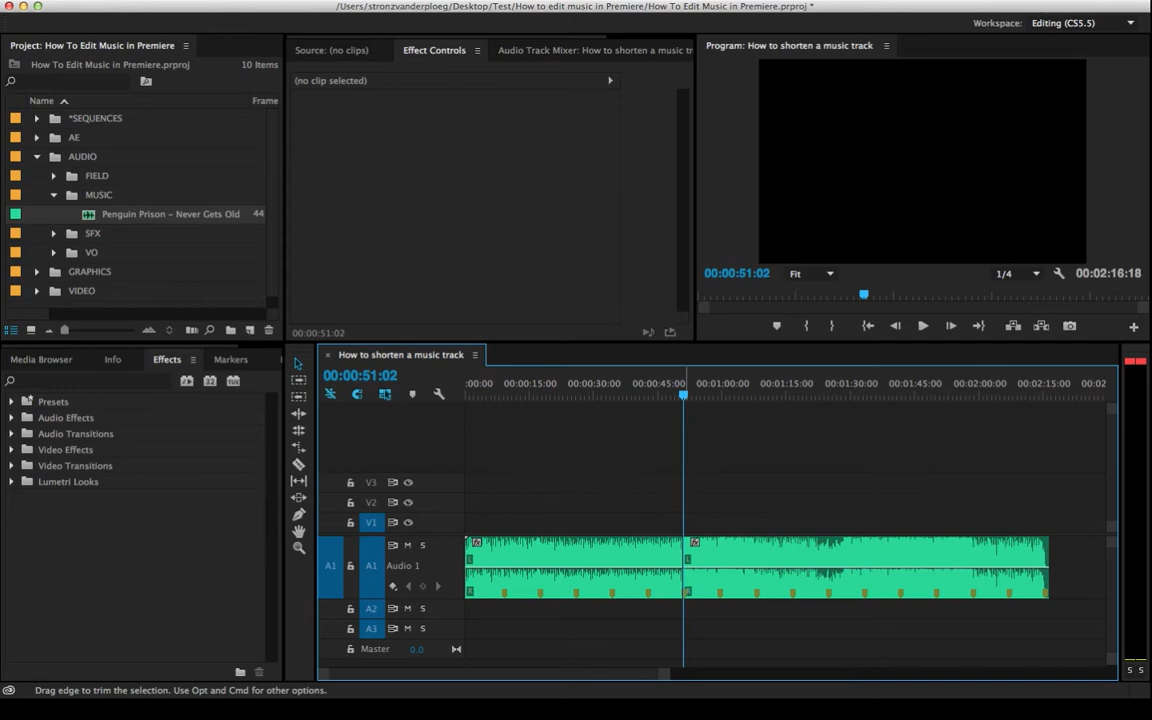 /Users/stronzvanderploeg/Desktop/Test/How to edit music in Premiere/How To Edit Music in Premiere.prproj *
Workspace: Editing (CS5.5)
Project: How To Edit Music in Premiere
How To Edit Music in Premiere.prproj
10 Items
Name
Frame
*SEQUENCES
AE
AUDIO
FIELD
MUSIC
Penguin Prison – Never Gets Old
44
SFX
VO
GRAPHICS
VIDEO
Source: (no clips)
Effect Controls
Audio Track Mixer: How to shorten a music tr
(no clip selected)
00:00:51:02
Program: How to shorten a music track
00:00:51:02
Fit
1/4
00:02:16:18
Media Browser
Info
Effects
Markers
Presets
Audio Effects
Audio Transitions
Video Effects
Video Transitions
Lumetri Looks
How to shorten a music track
00:00:51:02
:00:00 00:00:15:00 00:00:30:00 00:00:45:00 00:01:00:00 00:01:15:00 00:01:30:00 00:01:45:00 00:02:00:00 00:02:15:00 00:02
V3
V2
V1
A1 A1 M S
Audio 1
fx
fx
L
L
R
R
A2 M S
A3 M S
Master 0.0
S S
Drag edge to trim the selection. Use Opt and Cmd for other options.